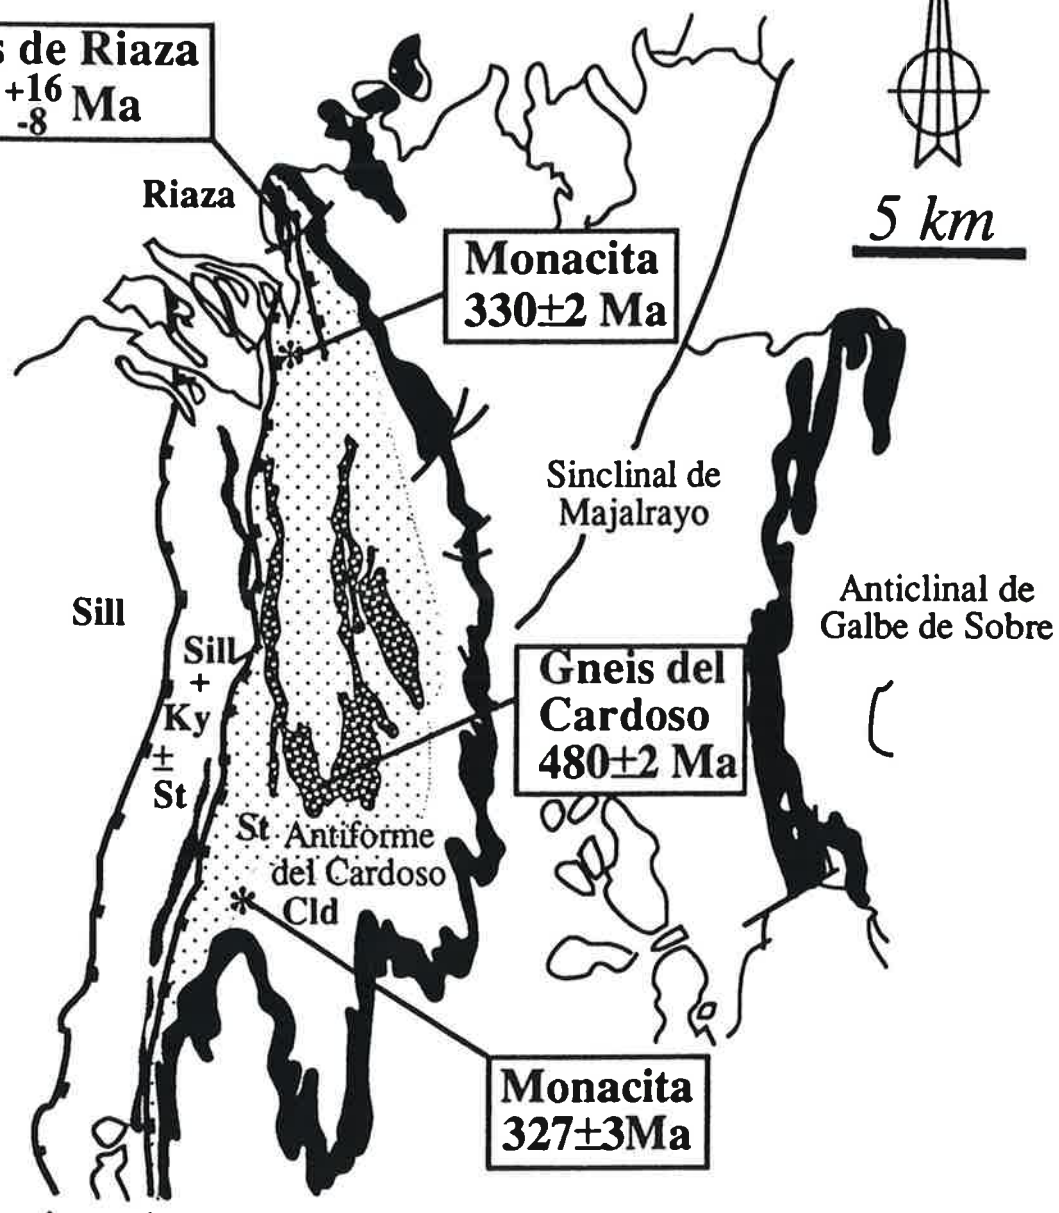 s de Riaza
+16
-8 Ma
Riaza
5 km
Monacita
330±2 Ma
Sinclinal de
Majalrayo
Anticlinal de
Galbe de Sobre
Sill
Sill
+
Ky
±
St
Gneis del
Cardoso
480±2 Ma
St Antiforme
del Cardoso
Cld
Monacita
327±3Ma